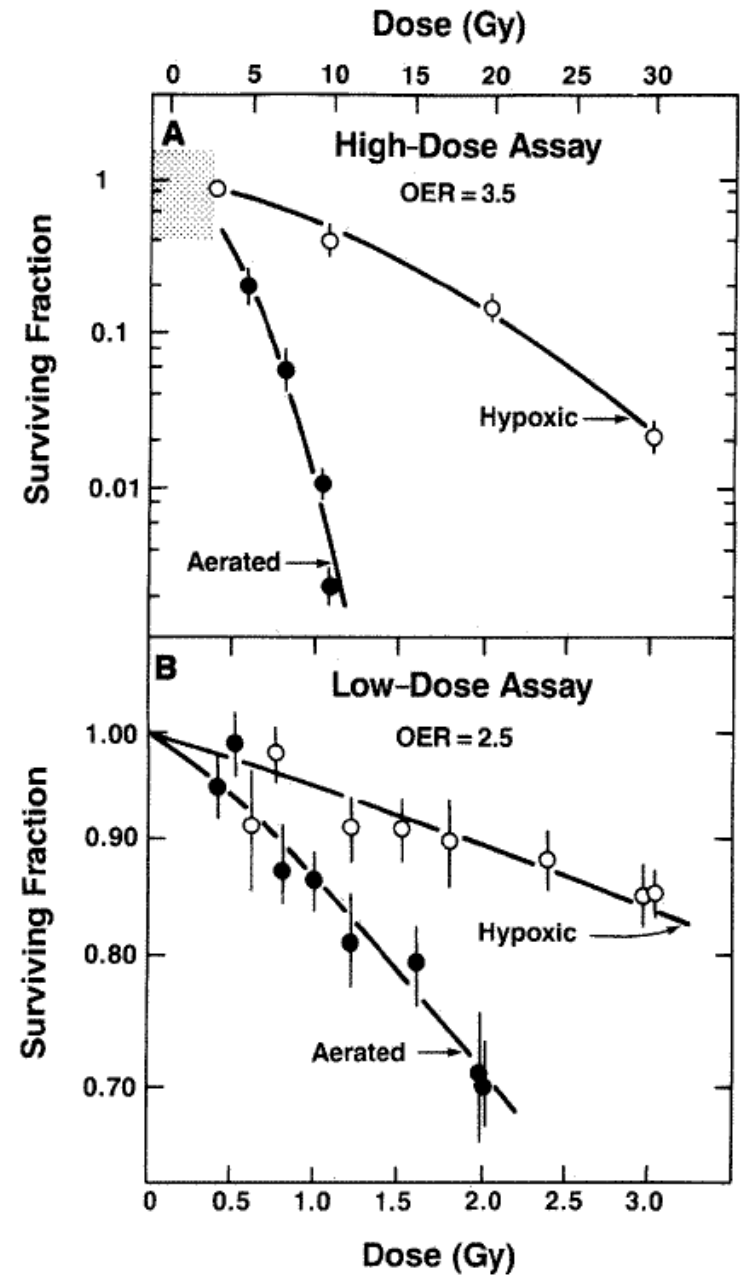 Dose (Gy)
0 5 10 15 20 25 30
A
High–Dose Assay
OER = 3.5
1
0.1
0.01
Surviving Fraction
Hypoxic
Aerated
B
Low–Dose Assay
OER = 2.5
1.00
0.90
0.80
0.70
Surviving Fraction
Hypoxic
Aerated
0 0.5 1.0 1.5 2.0 2.5 3.0
Dose (Gy)